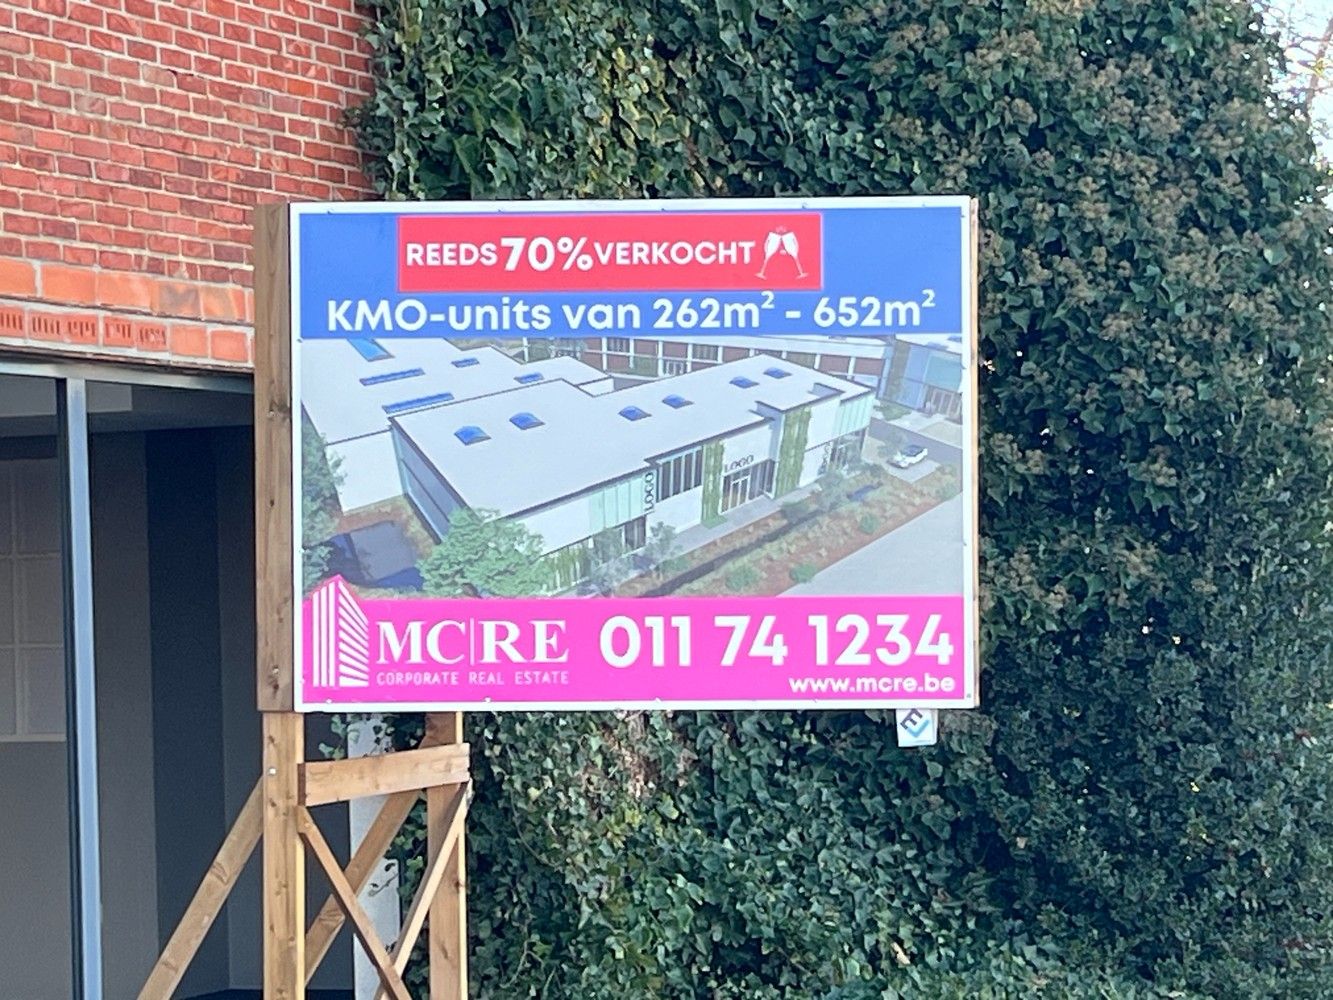 REEDS 70% VERKOCHT
KMO-units van 262m² - 652m²
LOGO
LOGO
MC|RE
CORPORATE REAL ESTATE
011 74 1234
www.mcre.be